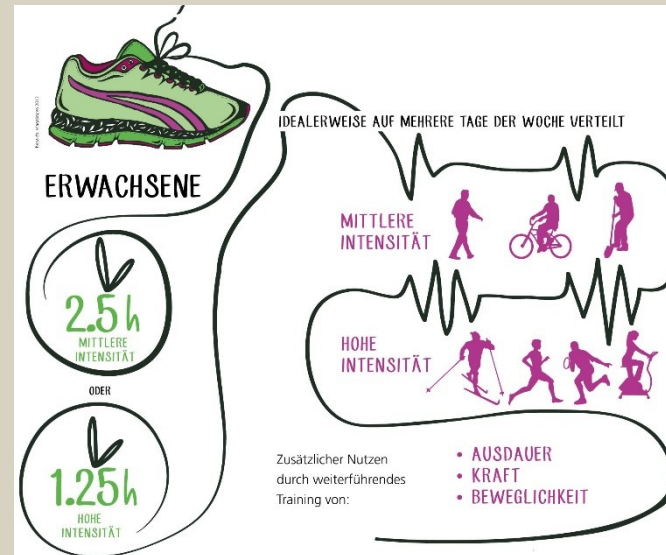 ERWACHSENE
2.5 h
MITTLERE
INTENSITÄT
ODER
1.25 h
HOHE
INTENSITÄT
IDEALERWEISE AUF MEHRERE TAGE DER WOCHE VERTEILT
MITTLERE
INTENSITÄT
HOHE
INTENSITÄT
Zusätzlicher Nutzen
durch weiterführendes
Training von:
• AUSDAUER
• KRAFT
• BEWEGLICHKEIT